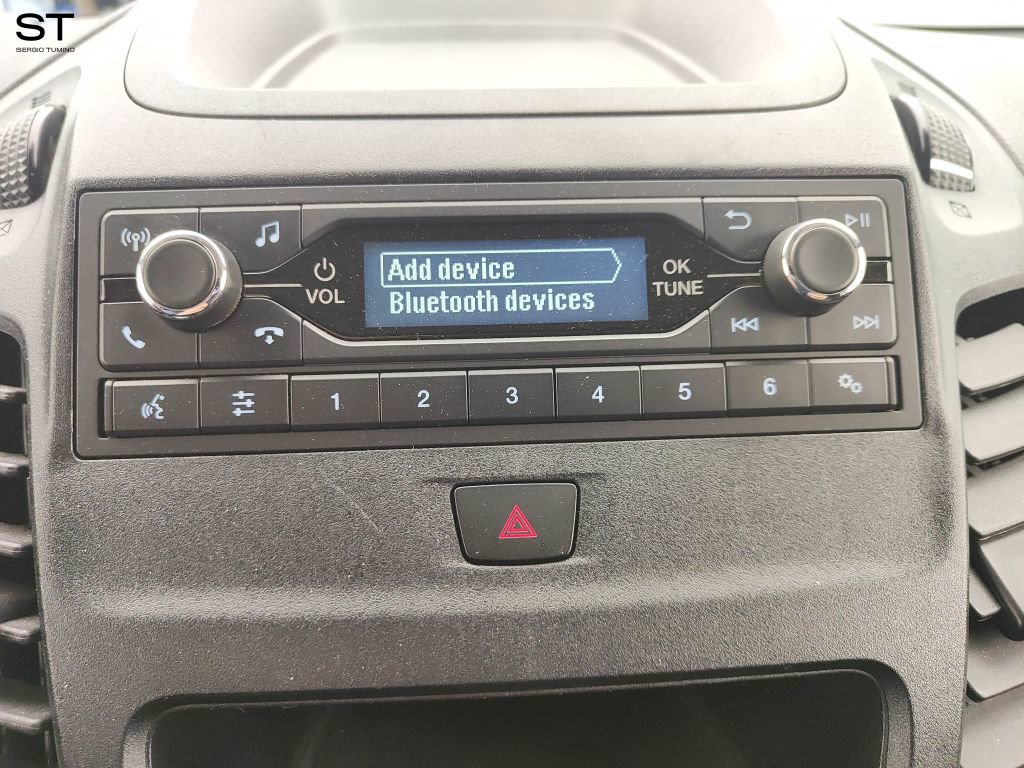 ST
SERGIO TUMINO
Add device
Bluetooth devices
VOL
OK
TUNE
1
2
3
4
5
6